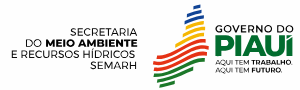 SECRETARIA
DO MEIO AMBIENTE
E RECURSOS HÍDRICOS
SEMARH
GOVERNO DO
PIAUÍ
AQUI TEM TRABALHO.
AQUI TEM FUTURO.